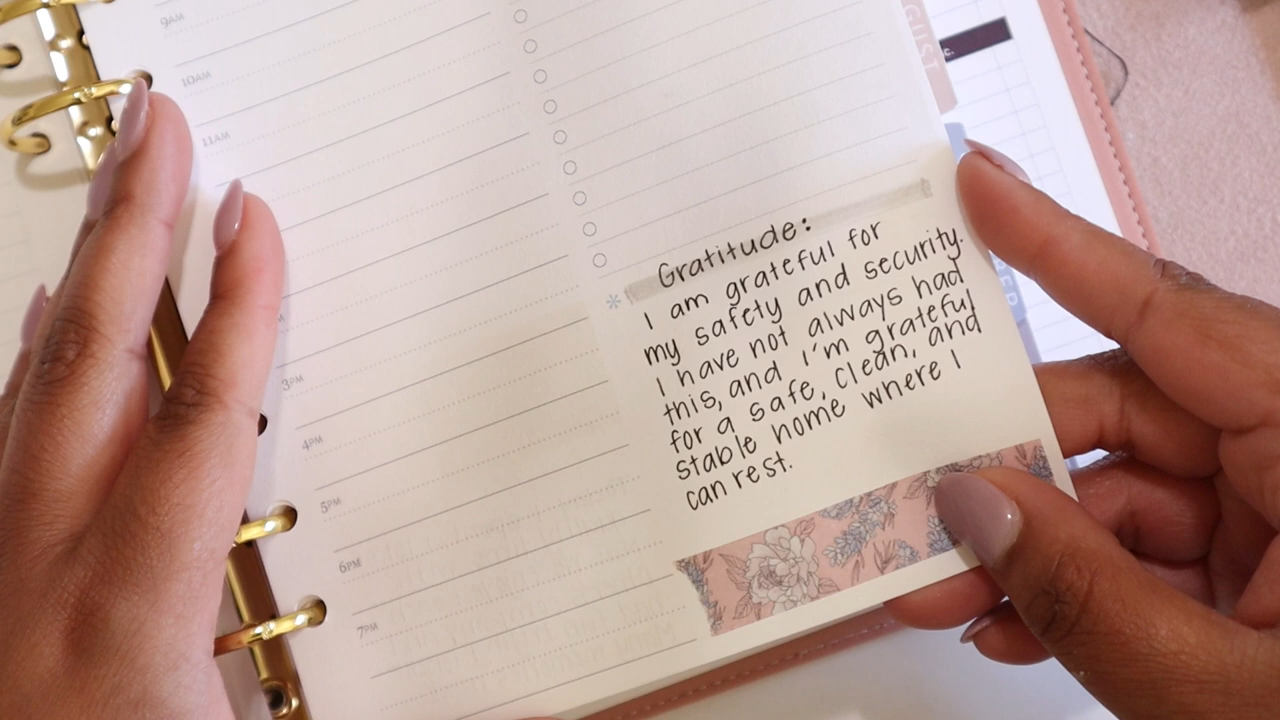 9AM
10AM
11AM
3PM
4PM
5PM
6PM
7PM
GUST
c.
Gratitude:
I am grateful for
my safety and security.
I have not always had
this, and I'm grateful
for a safe, clean, and
stable home where I
can rest.